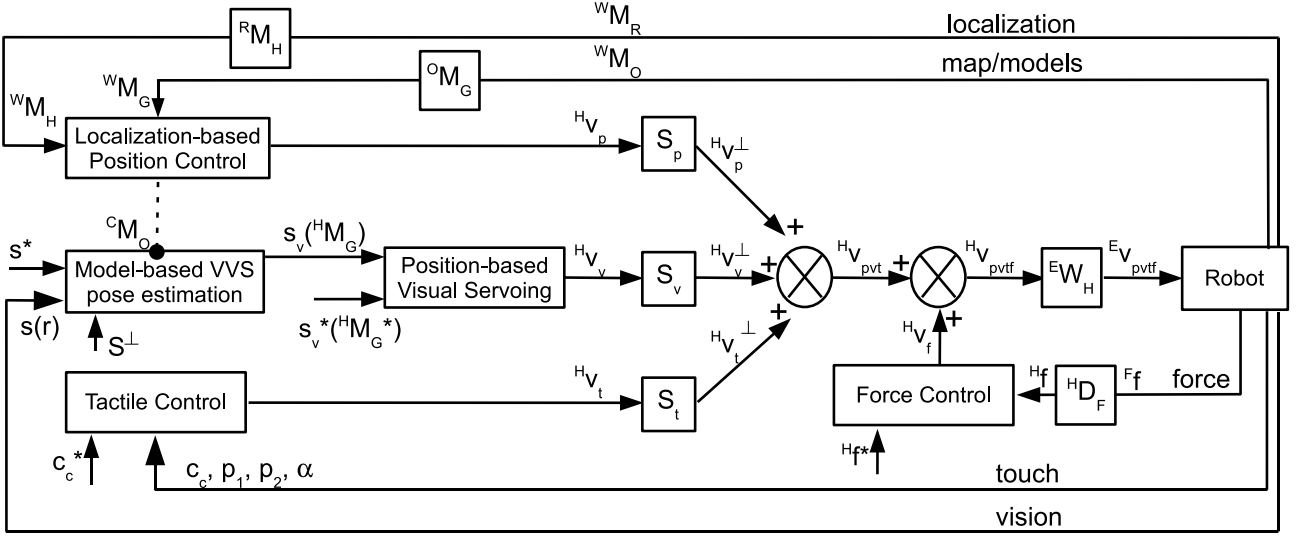 ᵂM_R
localization
ᴿM_H
ᵂM_O
map/models
ᴼM_G
ᵂM_G
ᵂM_H
Localization-based
Position Control
ᴴv_p
S_p
ᴴv_p^⊥
+
ᶜM_O
s*
Model-based VVS
pose estimation
s(r)
S^⊥
s_v(ᴴM_G)
Position-based
Visual Servoing
s_v*(ᴴM_G*)
ᴴv_v
S_v
ᴴv_v^⊥
+
+
ᴴv_pvt
+
+
ᴴv_pvtf
ᴱW_H
ᴱv_pvtf
Robot
Tactile Control
ᴴv_t
S_t
ᴴv_t^⊥
ᴴv_f
Force Control
ᴴf
ᴴD_F
ꟳf
force
c_c*
c_c, p_1, p_2, α
ᴴf*
touch
vision